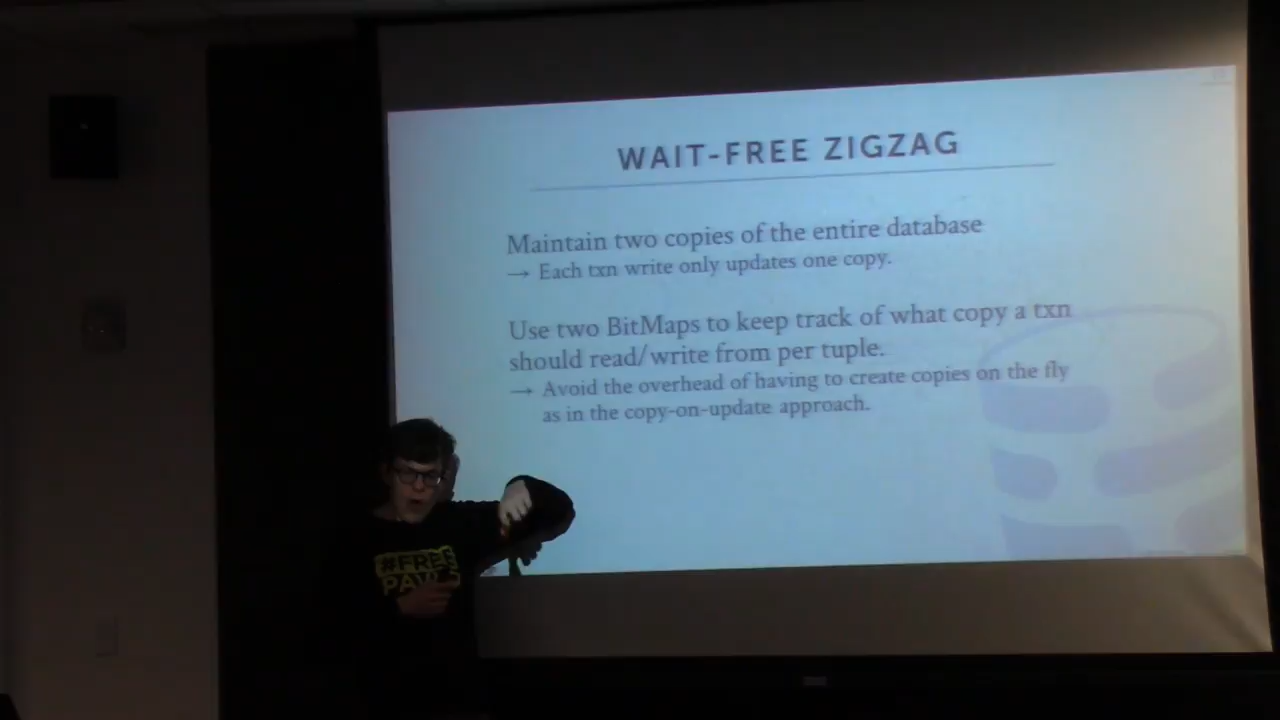 WAIT-FREE ZIGZAG
Maintain two copies of the entire database
→ Each txn write only updates one copy.
Use two BitMaps to keep track of what copy a txn
should read/write from per tuple.
→ Avoid the overhead of having to create copies on the fly
as in the copy-on-update approach.
#FREE